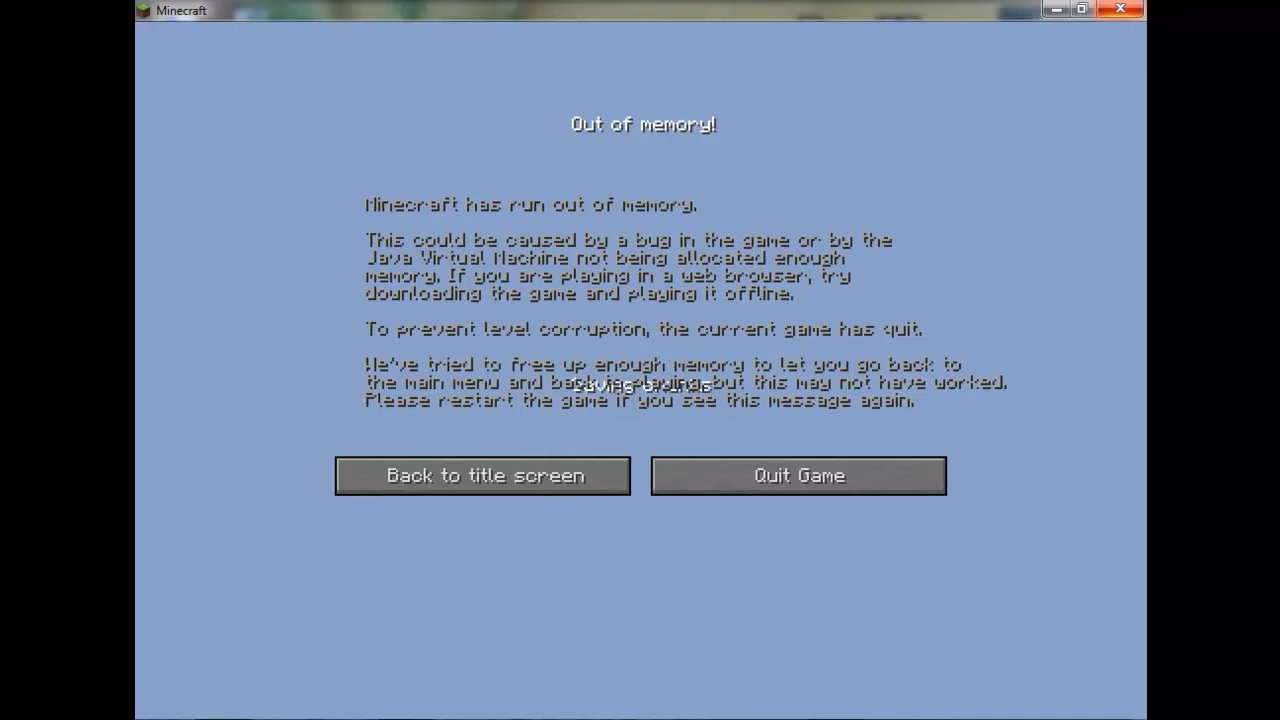 Minecraft
Out of memory!
Minecraft has run out of memory.
This could be caused by a bug in the game or by the
Java Virtual Machine not being allocated enough
memory. If you are playing in a web browser, try
downloading the game and playing it offline.
To prevent level corruption, the current game has quit.
We've tried to free up enough memory to let you go back to
the main menu and back to playing, but this may not have worked.
Saving
Please restart the game if you see this message again.
Back to title screen
Quit Game